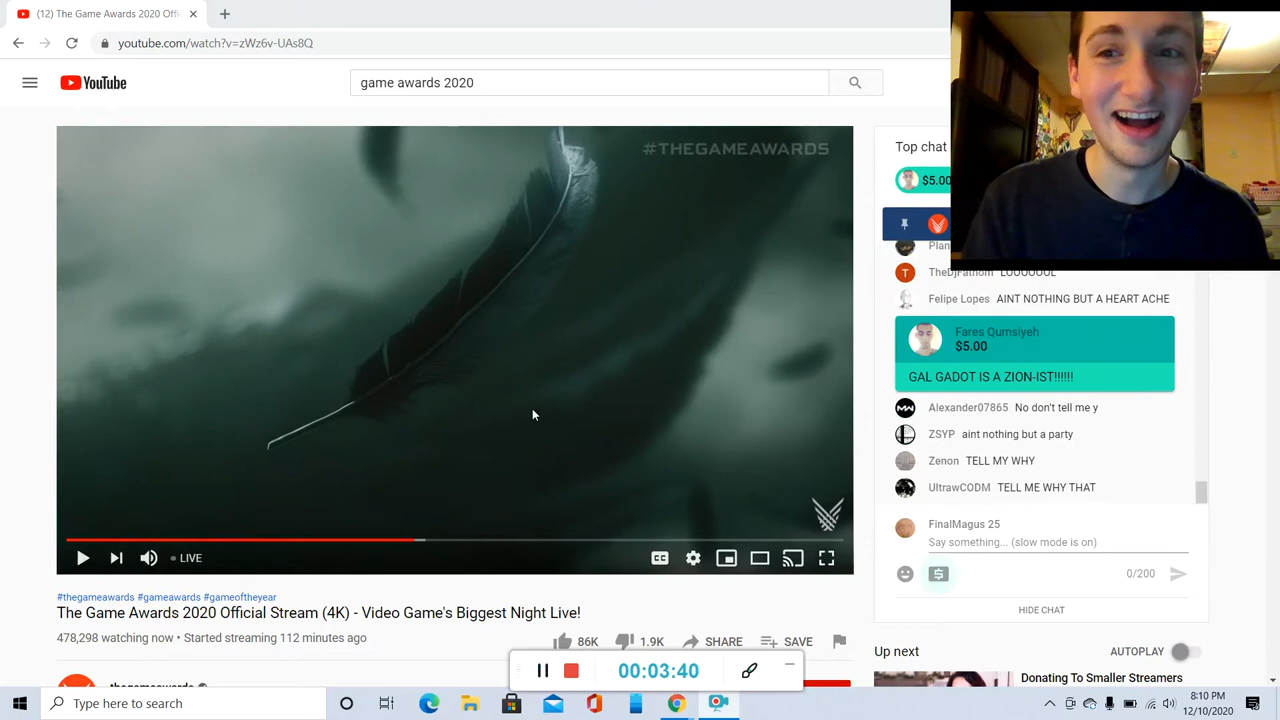 (12) The Game Awards 2020 Offi
youtube.com/watch?v=zWz6v-UAs8Q
YouTube
game awards 2020
#THEGAMEAWARDS
Top chat
$5.00
Plan
TheDjFathom LOOOOOOL
Felipe Lopes AINT NOTHING BUT A HEART ACHE
Fares Qumsiyeh
$5.00
GAL GADOT IS A ZION-IST!!!!!!
Alexander07865 No don't tell me y
ZSYP aint nothing but a party
Zenon TELL MY WHY
UltrawCODM TELL ME WHY THAT
FinalMagus 25
Say something... (slow mode is on)
0/200
HIDE CHAT
LIVE
CC
#thegameawards #gameawards #gameoftheyear
The Game Awards 2020 Official Stream (4K) - Video Game's Biggest Night Live!
478,298 watching now • Started streaming 112 minutes ago
86K 1.9K SHARE SAVE
Up next AUTOPLAY
Donating To Smaller Streamers
00:03:40
thegameawards
Type here to search
8:10 PM
12/10/2020